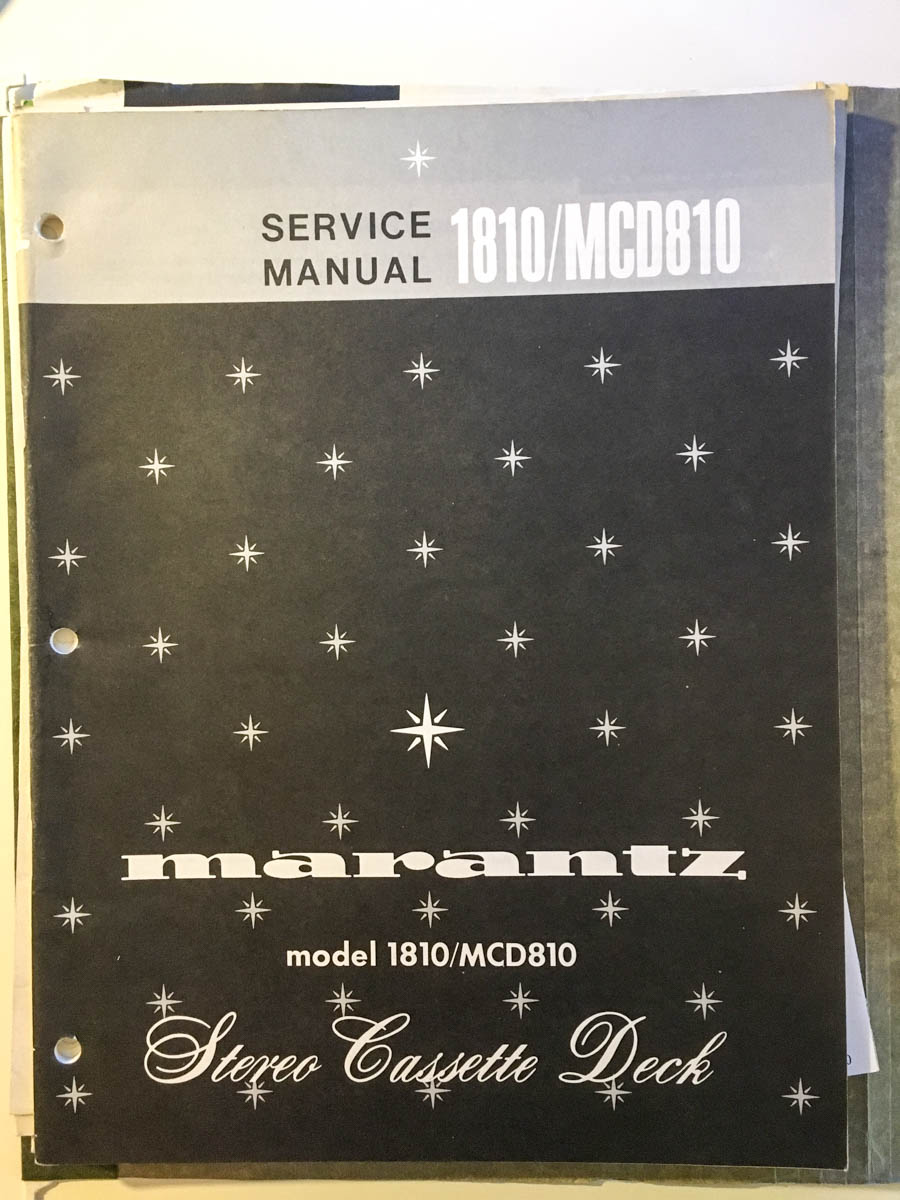 SERVICE
MANUAL
1810/MCD810
marantz
model 1810/MCD810
Stereo Cassette Deck